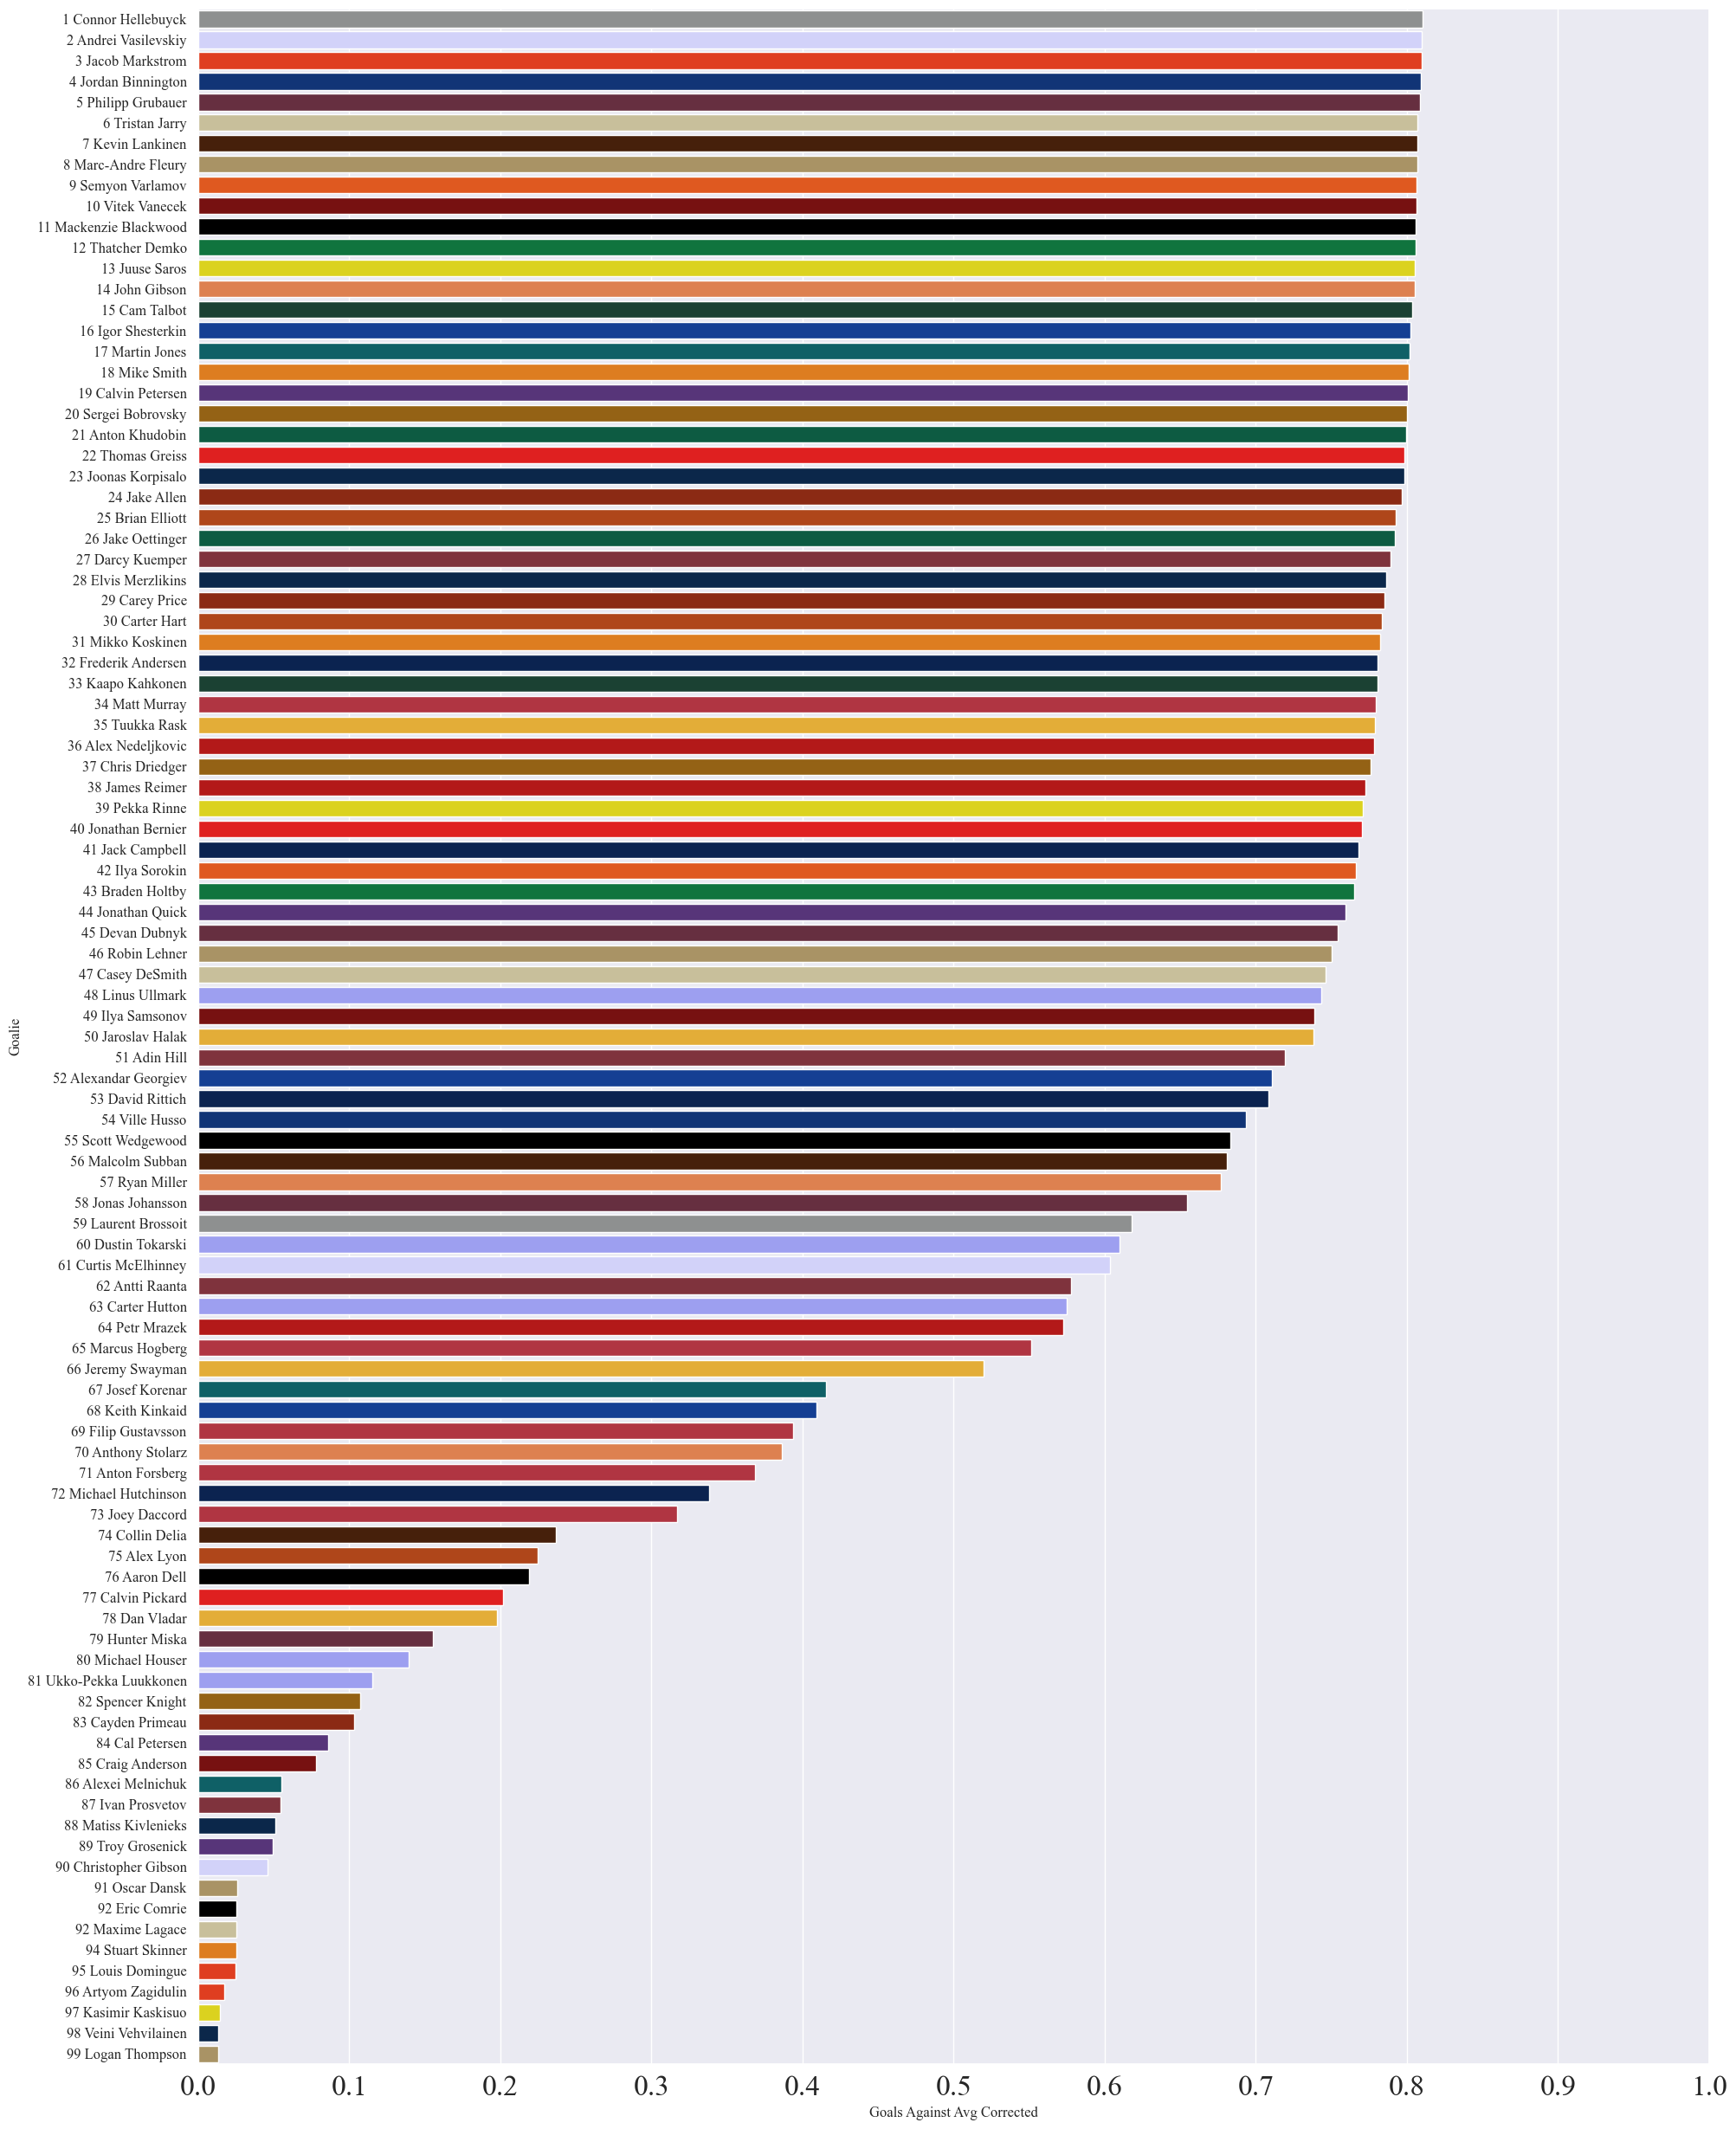 1 Connor Hellebuyck
2 Andrei Vasilevskiy
3 Jacob Markstrom
4 Jordan Binnington
5 Philipp Grubauer
6 Tristan Jarry
7 Kevin Lankinen
8 Marc-Andre Fleury
9 Semyon Varlamov
10 Vitek Vanecek
11 Mackenzie Blackwood
12 Thatcher Demko
13 Juuse Saros
14 John Gibson
15 Cam Talbot
16 Igor Shesterkin
17 Martin Jones
18 Mike Smith
19 Calvin Petersen
20 Sergei Bobrovsky
21 Anton Khudobin
22 Thomas Greiss
23 Joonas Korpisalo
24 Jake Allen
25 Brian Elliott
26 Jake Oettinger
27 Darcy Kuemper
28 Elvis Merzlikins
29 Carey Price
30 Carter Hart
31 Mikko Koskinen
32 Frederik Andersen
33 Kaapo Kahkonen
34 Matt Murray
35 Tuukka Rask
36 Alex Nedeljkovic
37 Chris Driedger
38 James Reimer
39 Pekka Rinne
40 Jonathan Bernier
41 Jack Campbell
42 Ilya Sorokin
43 Braden Holtby
44 Jonathan Quick
45 Devan Dubnyk
46 Robin Lehner
47 Casey DeSmith
48 Linus Ullmark
49 Ilya Samsonov
50 Jaroslav Halak
51 Adin Hill
52 Alexandar Georgiev
53 David Rittich
54 Ville Husso
55 Scott Wedgewood
56 Malcolm Subban
57 Ryan Miller
58 Jonas Johansson
59 Laurent Brossoit
60 Dustin Tokarski
61 Curtis McElhinney
62 Antti Raanta
63 Carter Hutton
64 Petr Mrazek
65 Marcus Hogberg
66 Jeremy Swayman
67 Josef Korenar
68 Keith Kinkaid
69 Filip Gustavsson
70 Anthony Stolarz
71 Anton Forsberg
72 Michael Hutchinson
73 Joey Daccord
74 Collin Delia
75 Alex Lyon
76 Aaron Dell
77 Calvin Pickard
78 Dan Vladar
79 Hunter Miska
80 Michael Houser
81 Ukko-Pekka Luukkonen
82 Spencer Knight
83 Cayden Primeau
84 Cal Petersen
85 Craig Anderson
86 Alexei Melnichuk
87 Ivan Prosvetov
88 Matiss Kivlenieks
89 Troy Grosenick
90 Christopher Gibson
91 Oscar Dansk
92 Eric Comrie
92 Maxime Lagace
94 Stuart Skinner
95 Louis Domingue
96 Artyom Zagidulin
97 Kasimir Kaskisuo
98 Veini Vehvilainen
99 Logan Thompson
Goalie
0.0 0.1 0.2 0.3 0.4 0.5 0.6 0.7 0.8 0.9 1.0
Goals Against Avg Corrected